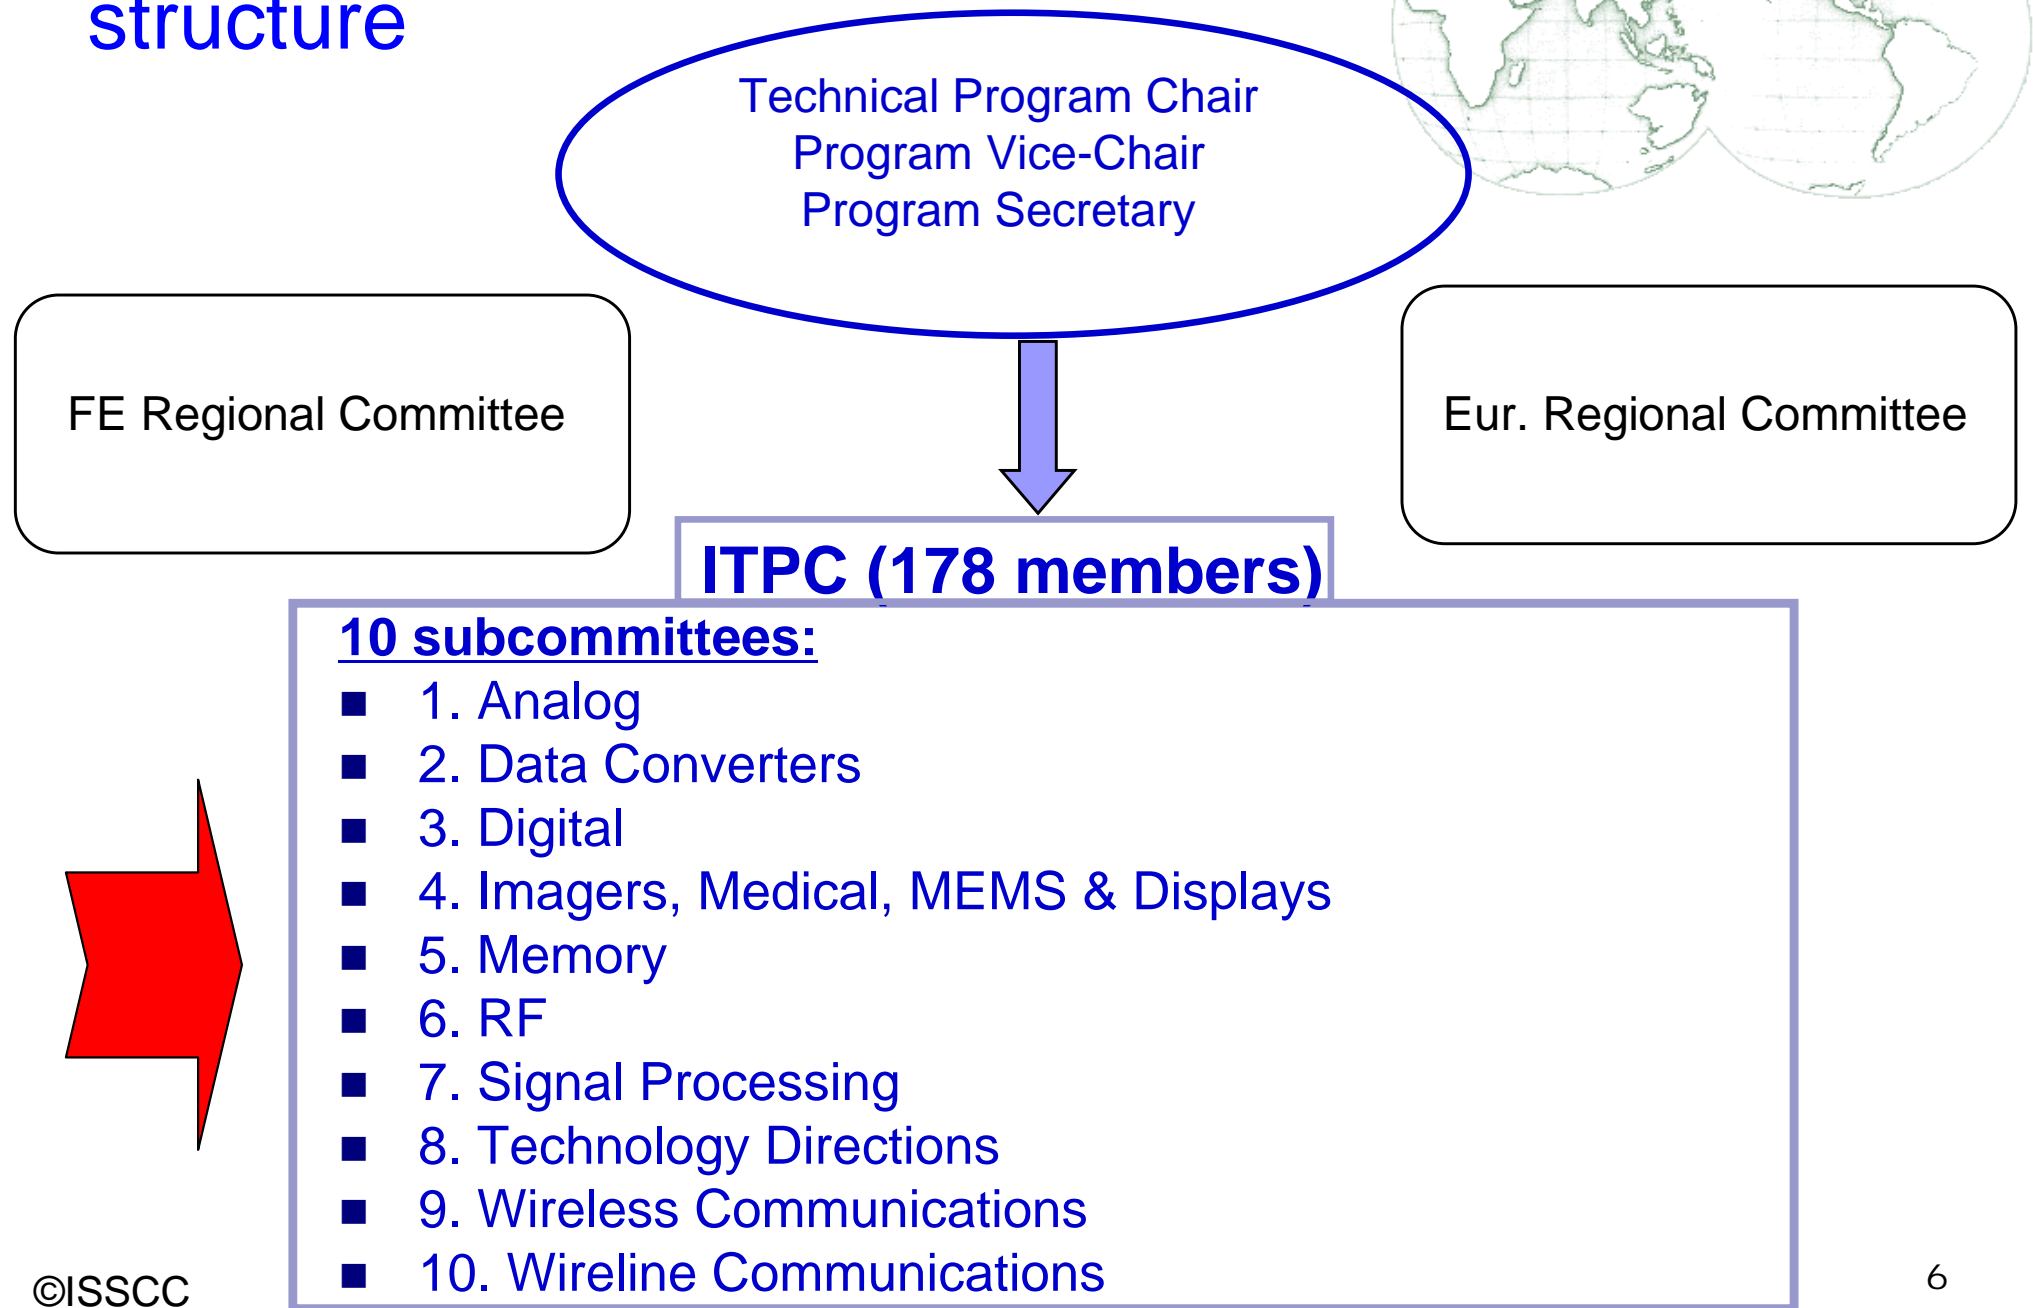 structure
Technical Program Chair
Program Vice-Chair
Program Secretary
FE Regional Committee
Eur. Regional Committee
ITPC (178 members)
10 subcommittees:
1. Analog
2. Data Converters
3. Digital
4. Imagers, Medical, MEMS & Displays
5. Memory
6. RF
7. Signal Processing
8. Technology Directions
9. Wireless Communications
10. Wireline Communications
©ISSCC
6